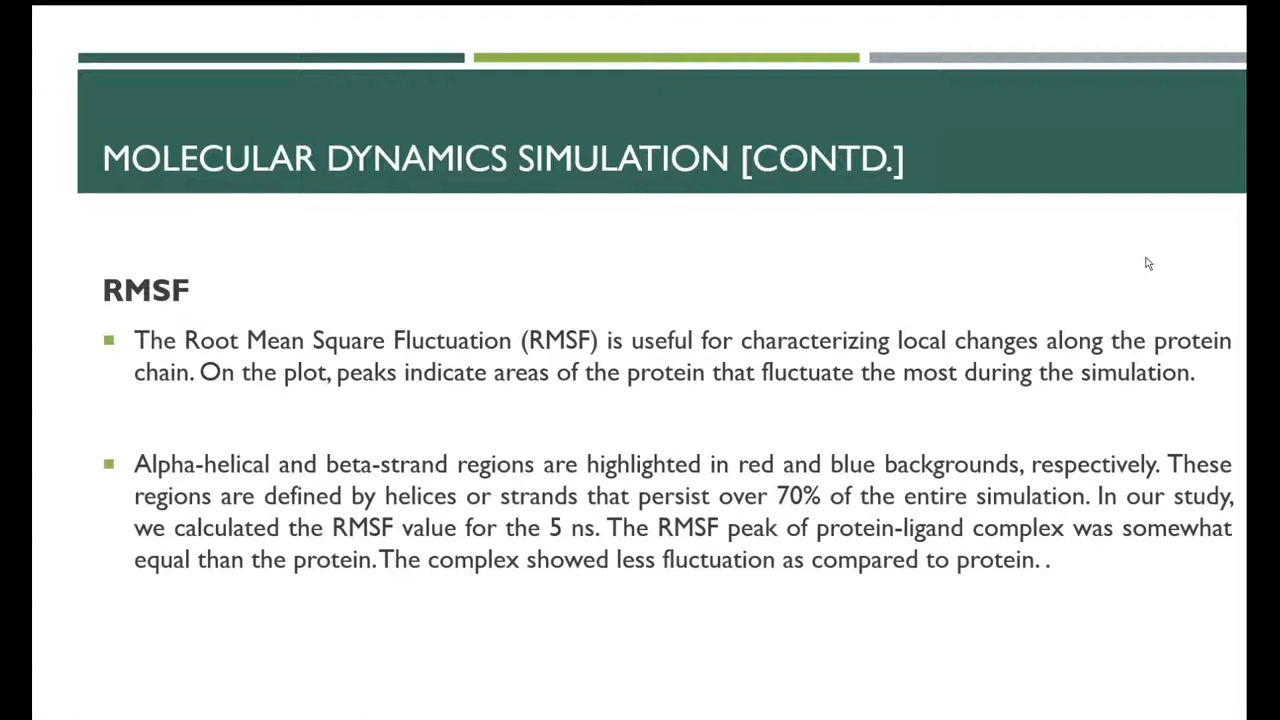 MOLECULAR DYNAMICS SIMULATION [CONTD.]
RMSF
The Root Mean Square Fluctuation (RMSF) is useful for characterizing local changes along the protein
chain. On the plot, peaks indicate areas of the protein that fluctuate the most during the simulation.
Alpha-helical and beta-strand regions are highlighted in red and blue backgrounds, respectively. These
regions are defined by helices or strands that persist over 70% of the entire simulation. In our study,
we calculated the RMSF value for the 5 ns. The RMSF peak of protein-ligand complex was somewhat
equal than the protein. The complex showed less fluctuation as compared to protein. .